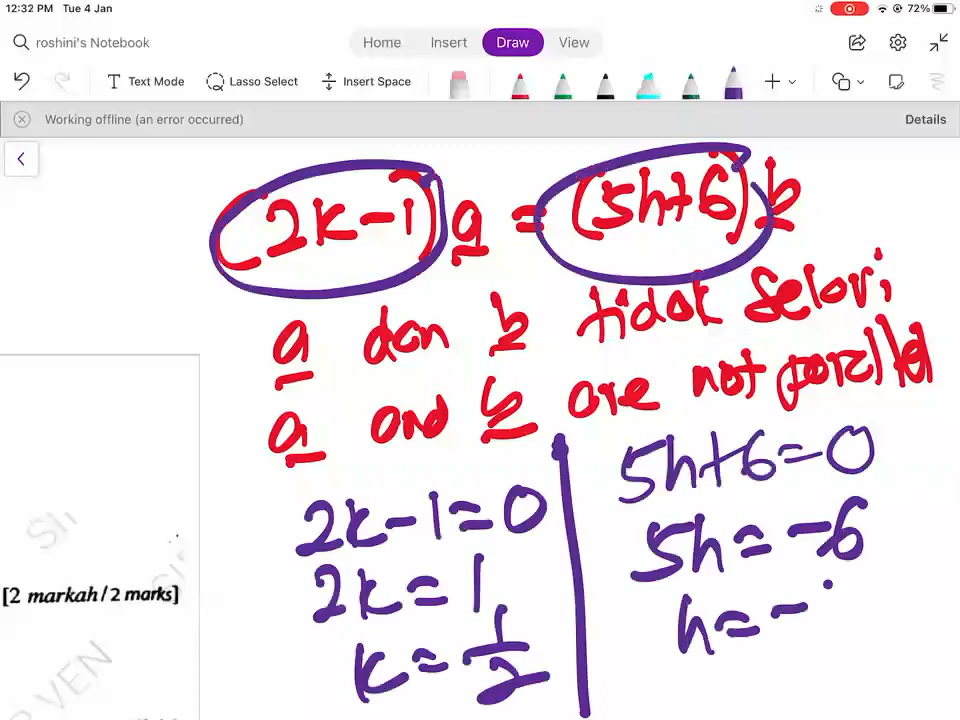 12:32 PM Tue 4 Jan
72%
roshini's Notebook
Home Insert Draw View
Text Mode Lasso Select Insert Space
Working offline (an error occurred) Details
(2k-1) a = (5h+6) b
a dan b tidak selari
a and b are not parallel
2k-1=0
2k=1
k=1/2
5h+6=0
5h=-6
h=-
[2 markah/2 marks]
VEN